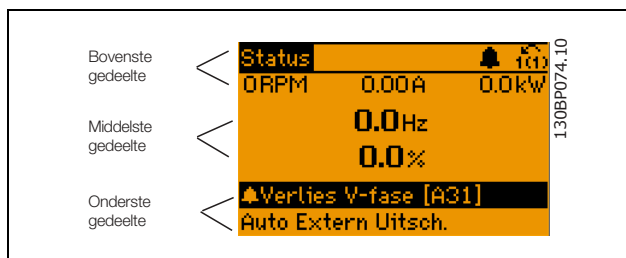 Bovenste
gedeelte
Middelste
gedeelte
Onderste
gedeelte
Status 1(1)
0RPM 0.00A 0.0kW
0.0Hz
0.0%
Verlies V-fase [A31]
Auto Extern Uitsch.
130BP074.10